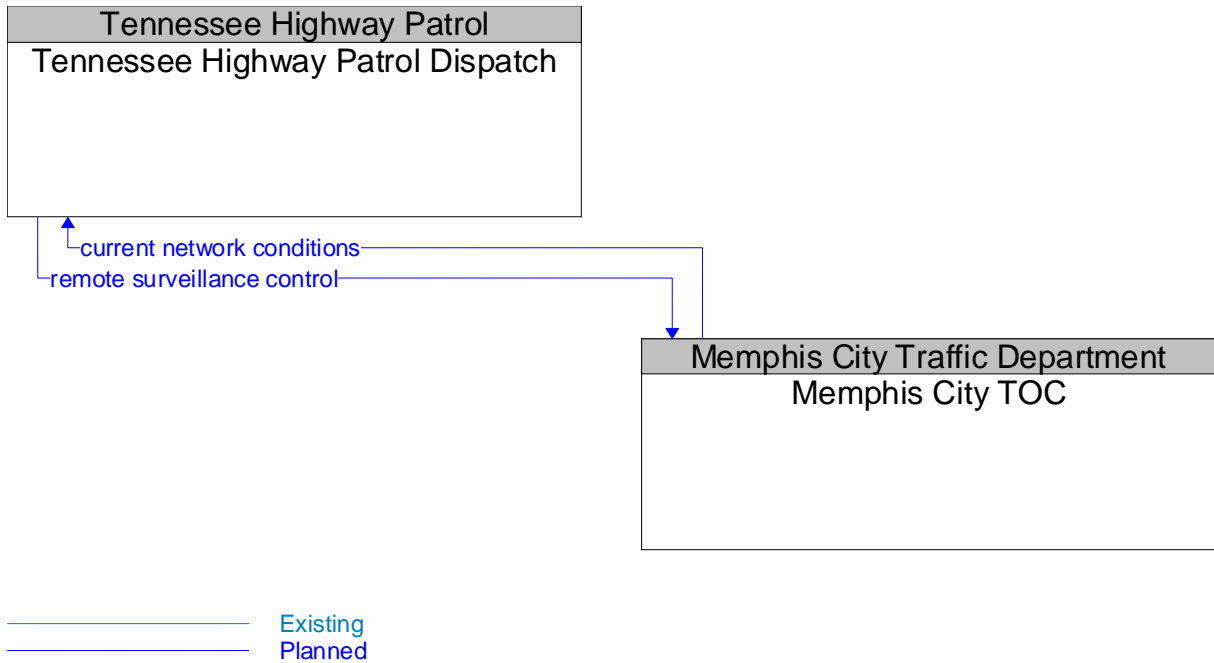 Tennessee Highway Patrol
Tennessee Highway Patrol Dispatch
current network conditions
remote surveillance control
Memphis City Traffic Department
Memphis City TOC
Existing
Planned